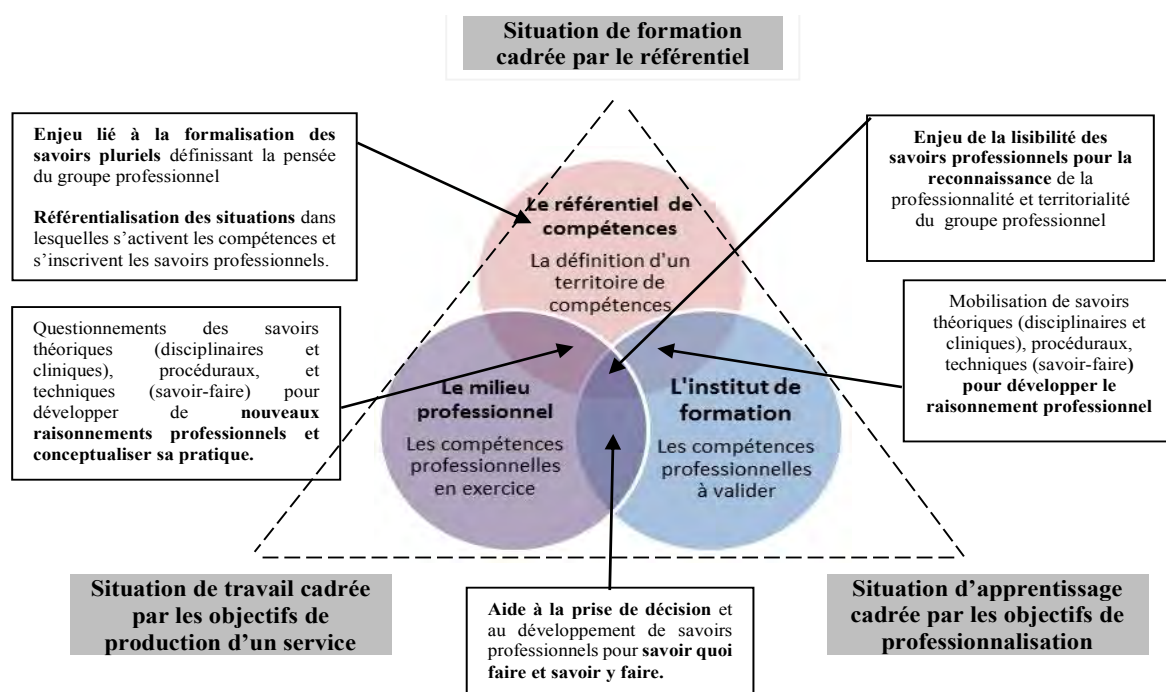 Situation de formation
cadrée par le référentiel
Enjeu lié à la formalisation des
savoirs pluriels définissant la pensée
du groupe professionnel
Référentialisation des situations dans
lesquelles s’activent les compétences et
s’inscrivent les savoirs professionnels.
Enjeu de la lisibilité des
savoirs professionnels pour la
reconnaissance de la
professionnalité et territorialité
du groupe professionnel
Le référentiel de
compétences
La définition d'un
territoire de
compétences
Questionnements des savoirs
théoriques (disciplinaires et
cliniques), procéduraux, et
techniques (savoir-faire) pour
développer de nouveaux
raisonnements professionnels et
conceptualiser sa pratique.
Mobilisation de savoirs
théoriques (disciplinaires et
cliniques), procéduraux,
techniques (savoir-faire) pour développer le
raisonnement professionnel
Le milieu
professionnel
Les compétences
professionnelles
en exercice
L'institut de
formation
Les compétences
professionnelles
à valider
Situation de travail cadrée
par les objectifs de
production d’un service
Aide à la prise de décision et
au développement de savoirs
professionnels pour savoir quoi
faire et savoir y faire.
Situation d’apprentissage
cadrée par les objectifs de
professionnalisation